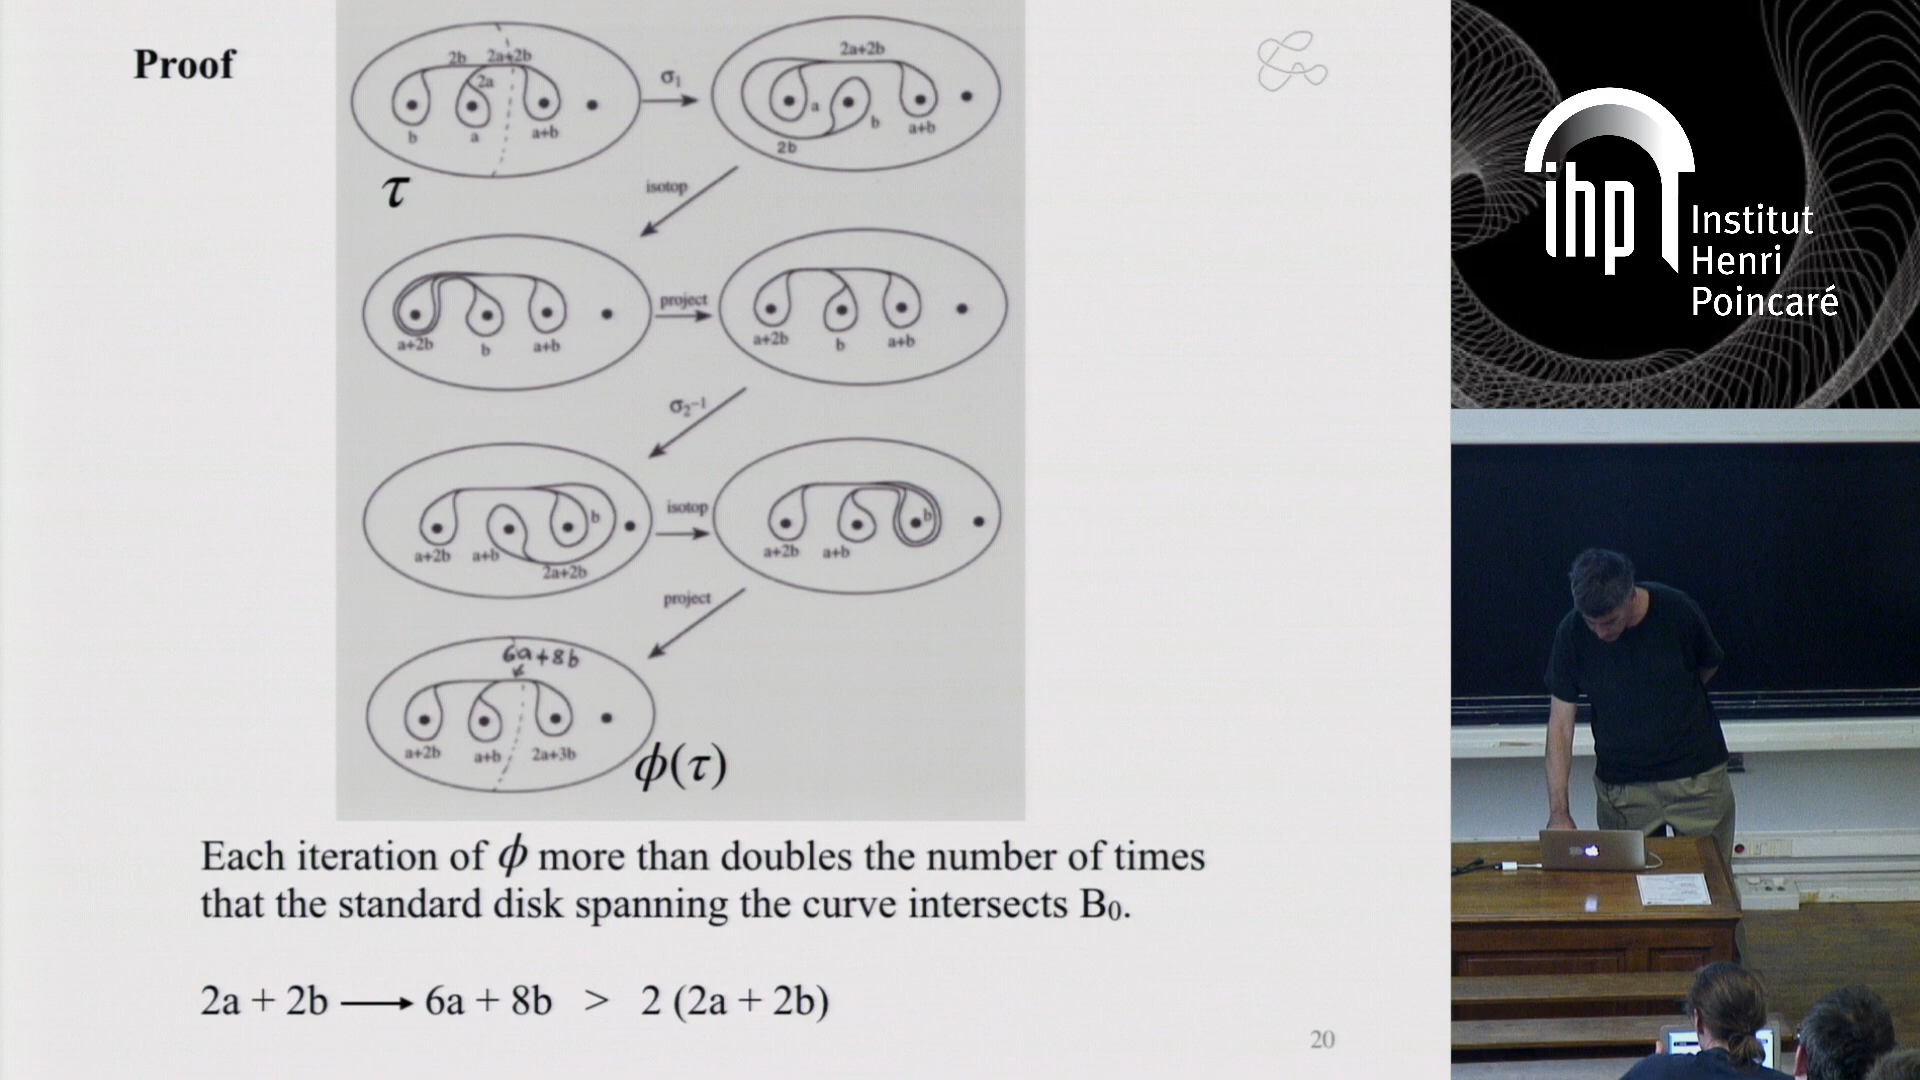 Proof
2b 2a+2b
2a
b a a+b
τ
σ1
2a+2b
a b a+b
2b
isotop
a+2b b a+b
project
a+2b b a+b
σ2⁻¹
b
a+2b a+b
2a+2b
isotop
b
a+2b a+b
project
6a+8b
a+2b a+b 2a+3b
ϕ(τ)
Each iteration of ϕ more than doubles the number of times
that the standard disk spanning the curve intersects B0.
2a + 2b ⟶ 6a + 8b > 2 (2a + 2b)
20
ihp Institut
Henri
Poincaré